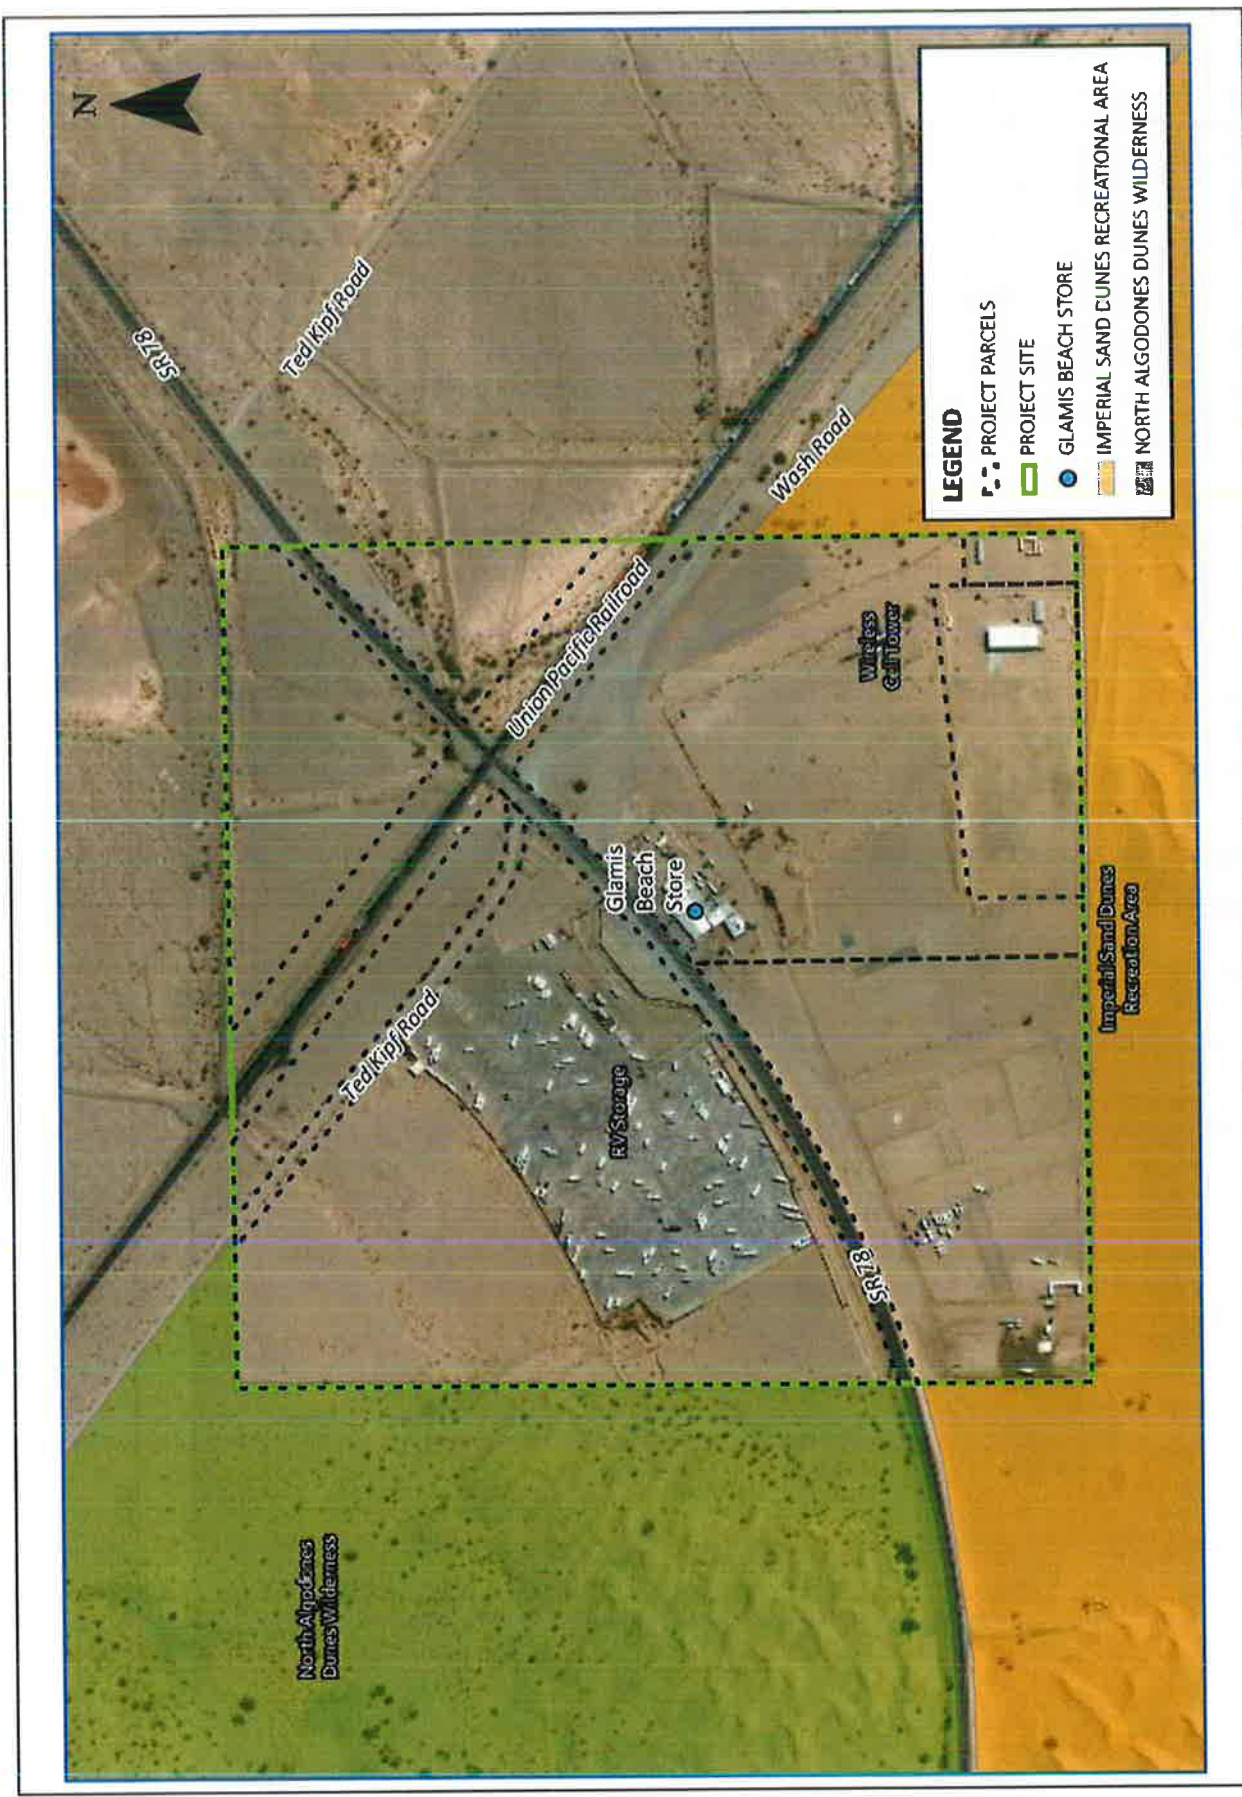 N
SR 78
Ted Kipf Road
Union Pacific Railroad
Wash Road
Ted Kipf Road
Glamis
Beach
Store
RV Storage
Wireless
Cell Tower
SR 78
North Algodones
Dunes Wilderness
Imperial Sand Dunes
Recreation Area
LEGEND
PROJECT PARCELS
PROJECT SITE
GLAMIS BEACH STORE
IMPERIAL SAND DUNES RECREATIONAL AREA
NORTH ALGODONES DUNES WILDERNESS